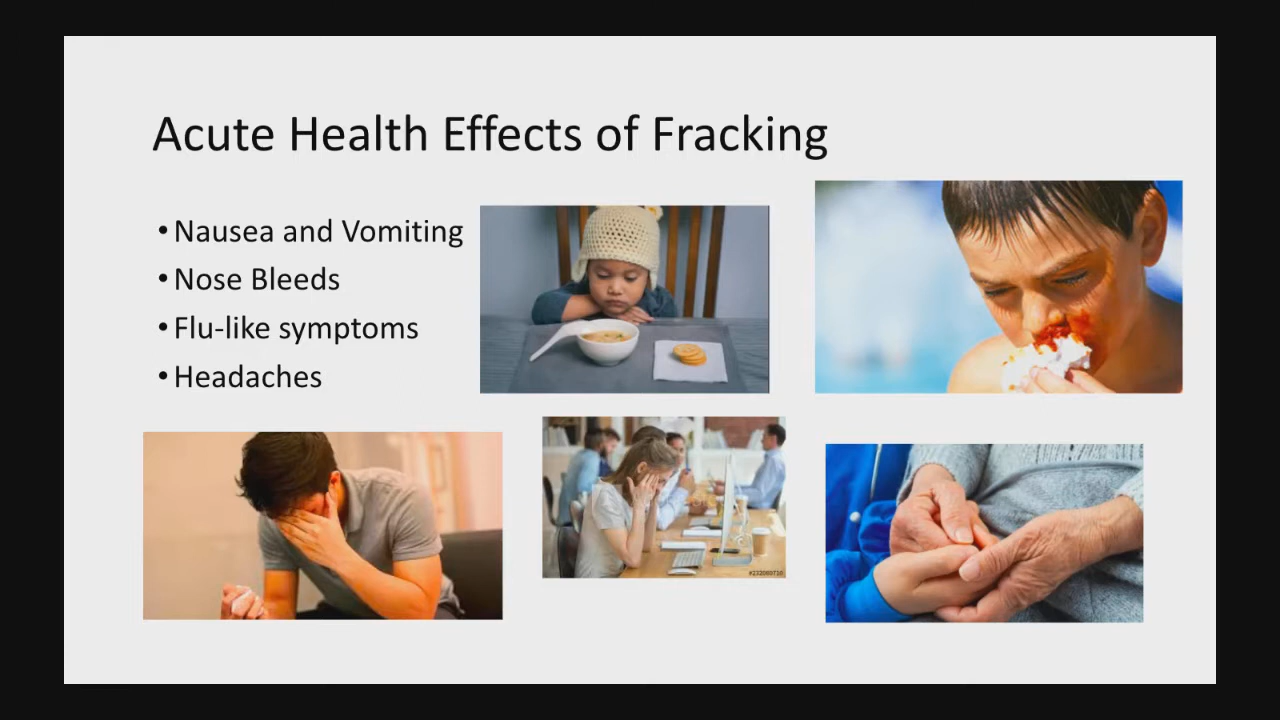 Acute Health Effects of Fracking
• Nausea and Vomiting
• Nose Bleeds
• Flu-like symptoms
• Headaches